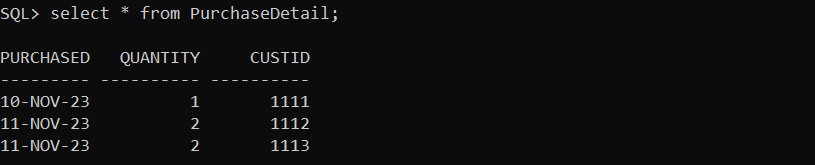 SQL> select * from PurchaseDetail;
PURCHASED   QUANTITY     CUSTID
--------- ---------- ----------
10-NOV-23          1       1111
11-NOV-23          2       1112
11-NOV-23          2       1113